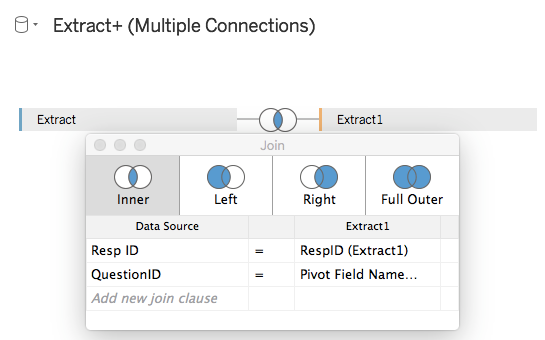 Extract+ (Multiple Connections)
Extract Extract1
Join
Inner Left Right Full Outer
Data Source Extract1
Resp ID = RespID (Extract1)
QuestionID = Pivot Field Name...
Add new join clause